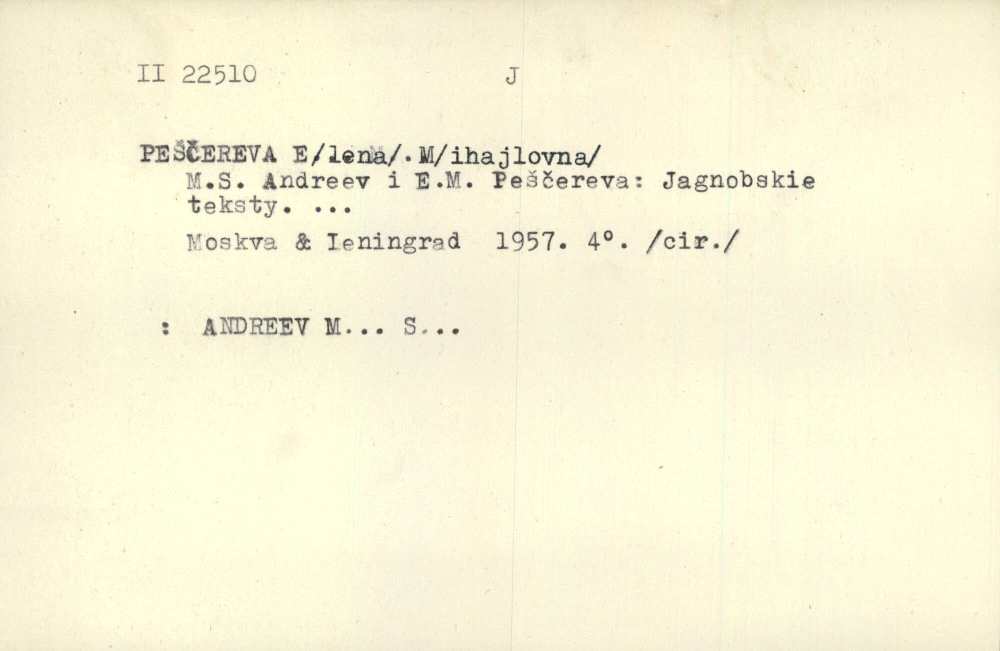 II 22510 J
PEŠČEREVA E/lena/. M/ihajlovna/
M.S. Andreev i E.M. Peščereva: Jagnobskie
teksty. ...
Moskva & Leningrad 1957. 4°. /cir./
: ANDREEV M... S...